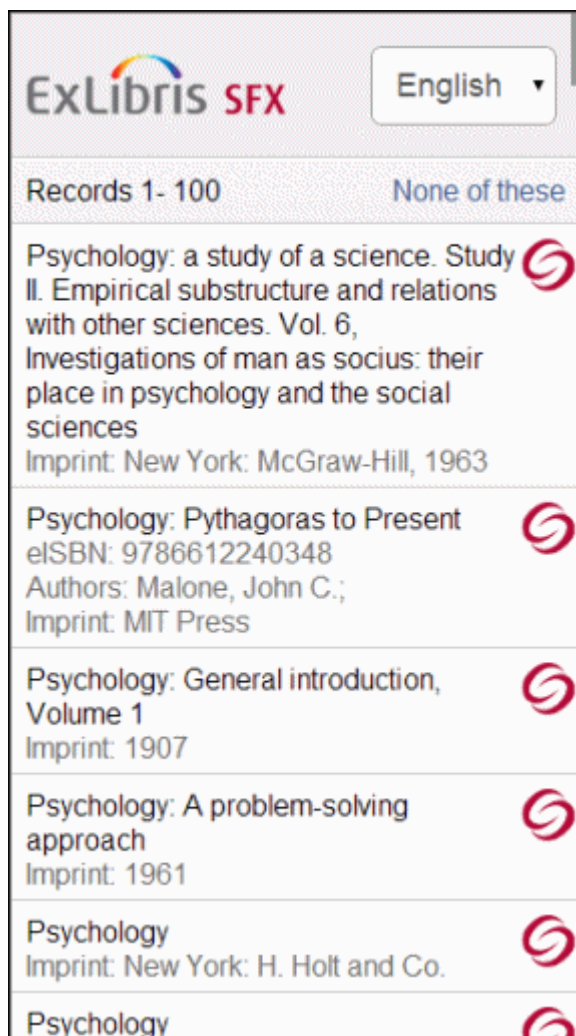 ExLibris SFX
English
Records 1- 100
None of these
Psychology: a study of a science. Study
II. Empirical substructure and relations
with other sciences. Vol. 6,
Investigations of man as socius: their
place in psychology and the social
sciences
Imprint: New York: McGraw-Hill, 1963
Psychology: Pythagoras to Present
eISBN: 9786612240348
Authors: Malone, John C.;
Imprint: MIT Press
Psychology: General introduction,
Volume 1
Imprint: 1907
Psychology: A problem-solving
approach
Imprint: 1961
Psychology
Imprint: New York: H. Holt and Co.
Psychology